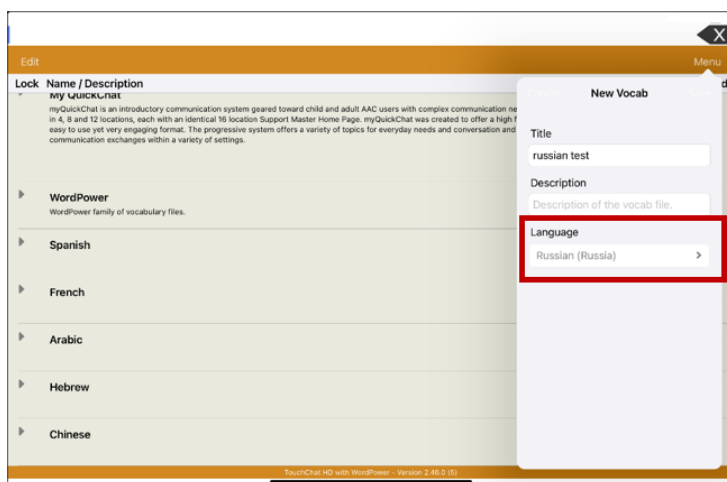 X
Edit
Menu
Lock Name / Description
d
My QuickChat
myQuickChat is an introductory communication system geared toward child and adult AAC users with complex communication ne
in 4, 8 and 12 locations, each with an identical 16 location Support Master Home Page. myQuickChat was created to offer a high f
easy to use yet very engaging format. The progressive system offers a variety of topics for everyday needs and conversation and
communication exchanges within a variety of settings.
WordPower
WordPower family of vocabulary files.
Spanish
French
Arabic
Hebrew
Chinese
Cancel New Vocab Save
Title
russian test
Description
Description of the vocab file.
Language
Russian (Russia)
TouchChat HD with WordPower - Version 2.46.0 (5)